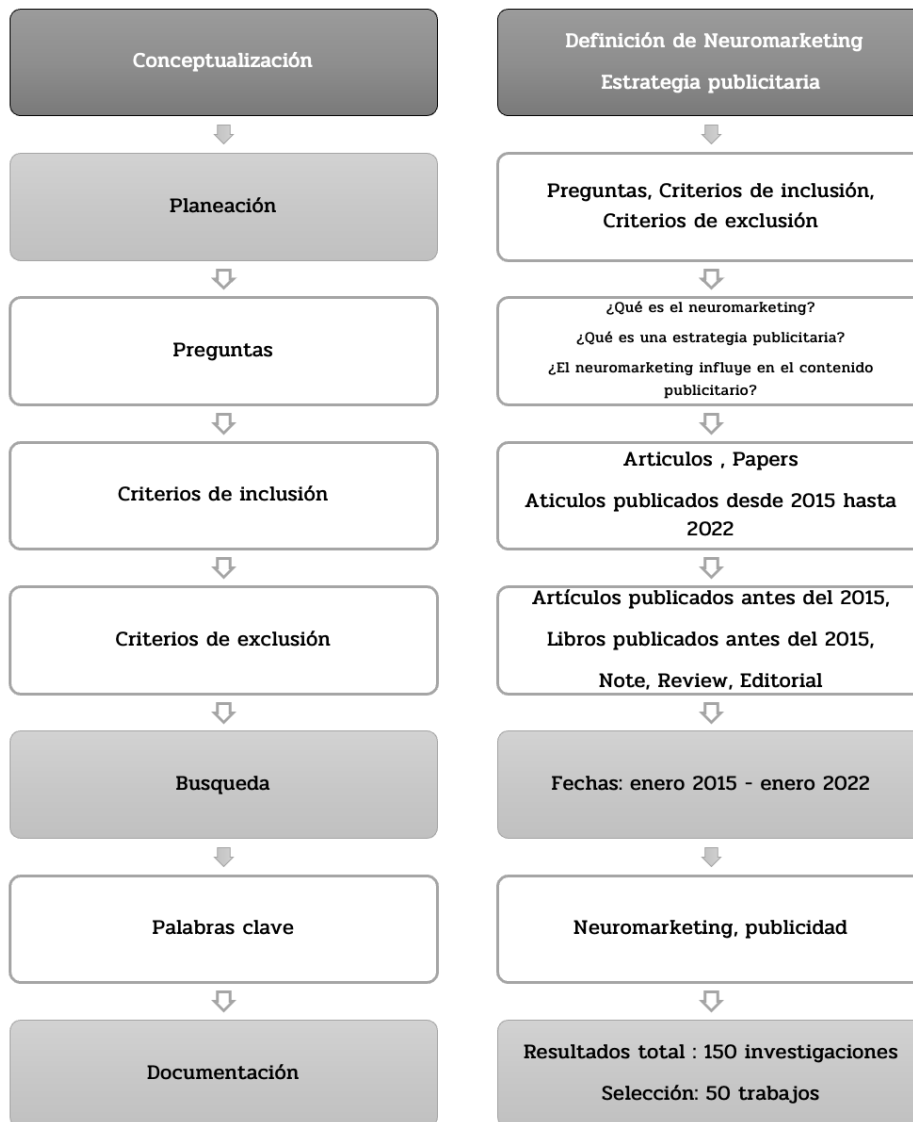 Conceptualización
Definición de Neuromarketing
Estrategia publicitaria
Planeación
Preguntas, Criterios de inclusión,
Criterios de exclusión
Preguntas
¿Qué es el neuromarketing?
¿Qué es una estrategia publicitaria?
¿El neuromarketing influye en el contenido
publicitario?
Criterios de inclusión
Articulos , Papers
Aticulos publicados desde 2015 hasta
2022
Criterios de exclusión
Artículos publicados antes del 2015,
Libros publicados antes del 2015,
Note, Review, Editorial
Busqueda
Fechas: enero 2015 - enero 2022
Palabras clave
Neuromarketing, publicidad
Documentación
Resultados total : 150 investigaciones
Selección: 50 trabajos